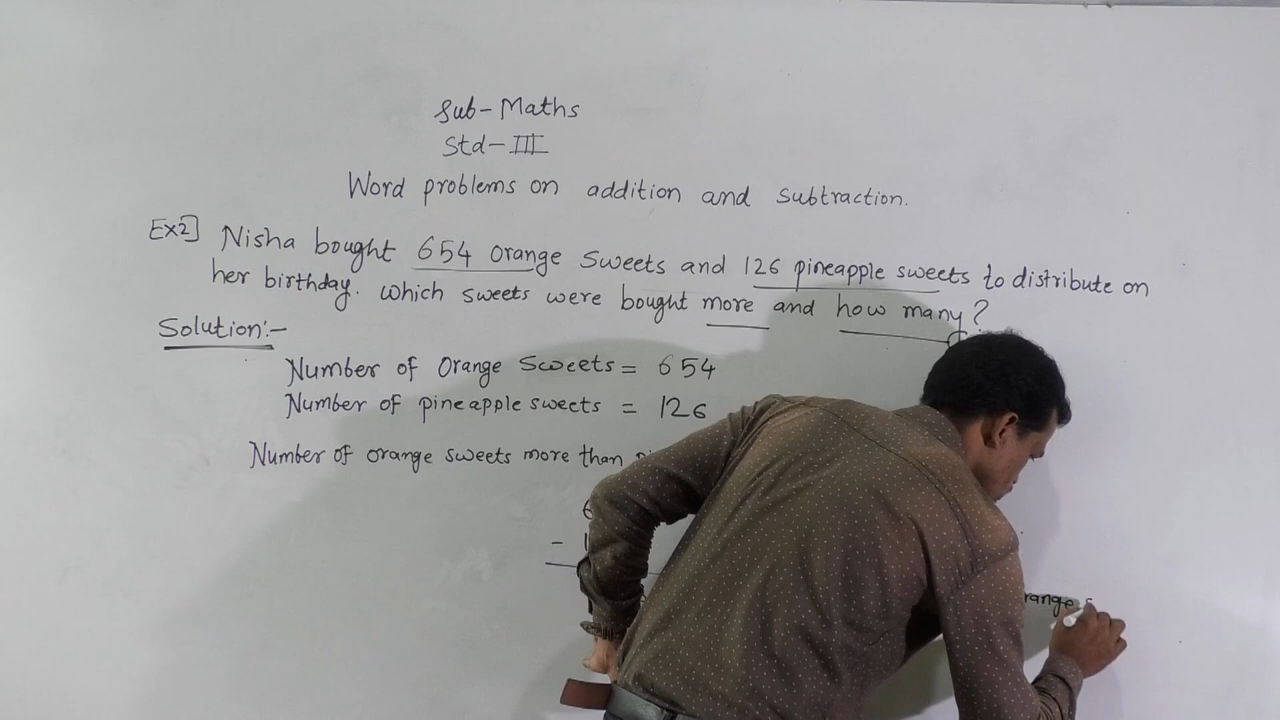 Sub- Maths
Std- III
Word problems on addition and subtraction.
Ex2] Nisha bought 654 orange sweets and 126 pineapple sweets to distribute on
her birthday. which sweets were bought more and how many?
Solution:-
Number of Orange Sweets = 654
Number of pineapple sweets = 126
Number of orange sweets more than
-